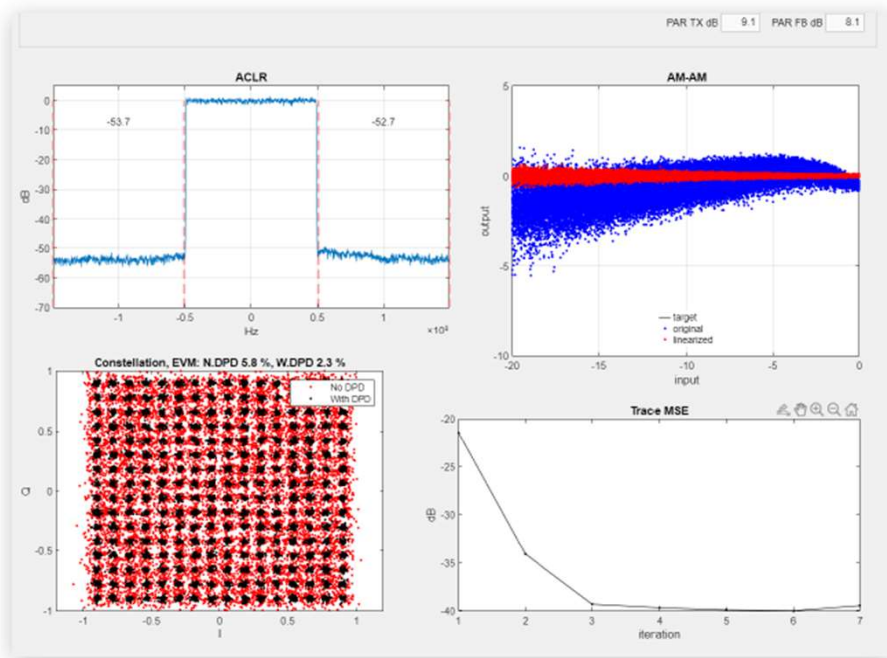 PAR TX dB 9.1 PAR FB dB 8.1
ACLR
0
-10
-20
-30
-40
-50
-60
-70
dB
-53.7
-52.7
-1 -0.5 0 0.5 1
Hz
×10⁸
AM-AM
5
0
-5
-10
output
target
original
linearized
-20 -15 -10 -5 0
input
Constellation, EVM: N.DPD 5.8 %, W.DPD 2.3 %
1
0.5
0
-0.5
-1
Q
No DPD
With DPD
-1 -0.5 0 0.5 1
I
Trace MSE
-20
-25
-30
-35
-40
dB
1 2 3 4 5 6 7
iteration